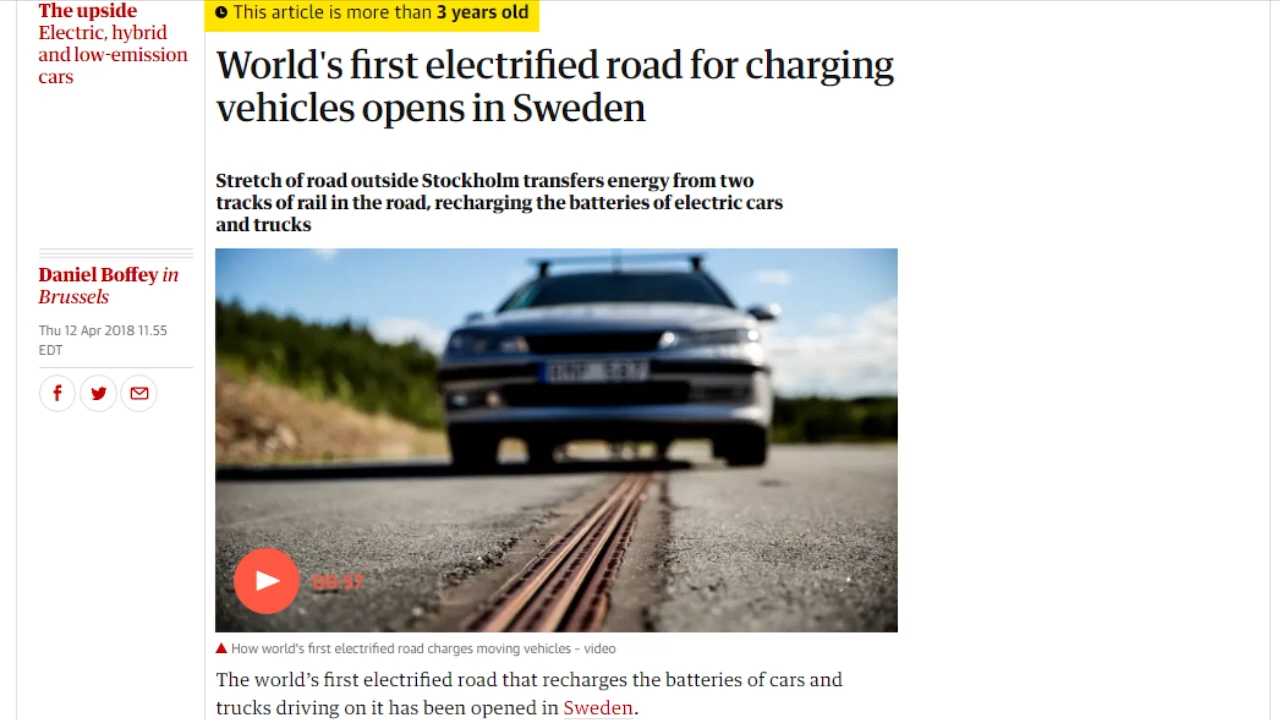 The upside
Electric, hybrid
and low-emission
cars
This article is more than 3 years old
World's first electrified road for charging
vehicles opens in Sweden
Stretch of road outside Stockholm transfers energy from two
tracks of rail in the road, recharging the batteries of electric cars
and trucks
Daniel Boffey in
Brussels
Thu 12 Apr 2018 11.55
EDT
00:57
How world's first electrified road charges moving vehicles - video
The world’s first electrified road that recharges the batteries of cars and
trucks driving on it has been opened in Sweden.